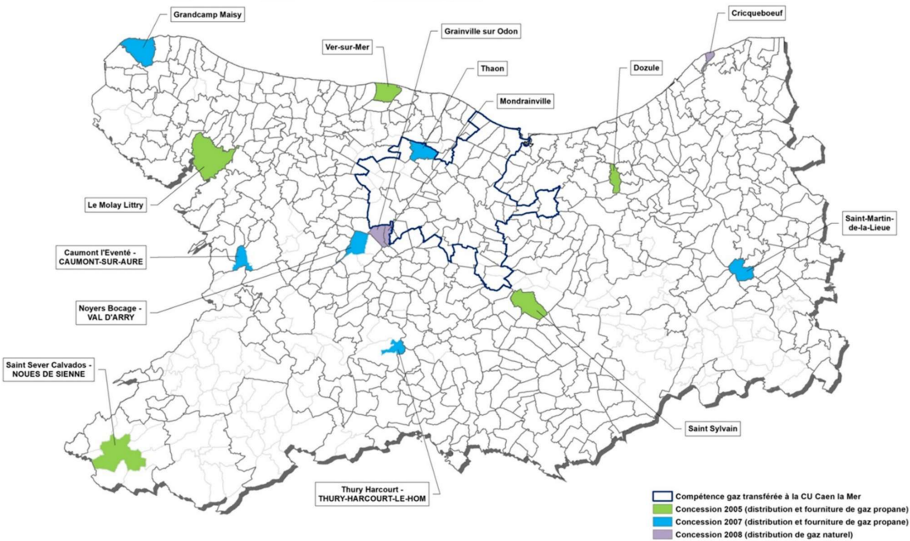 Grandcamp Maisy
Cricqueboeuf
Grainville sur Odon
Ver-sur-Mer
Thaon
Dozule
Mondrainville
Le Molay Littry
Saint-Martin-
de-la-Lieue
Caumont l'Eventé -
CAUMONT-SUR-AURE
Noyers Bocage -
VAL D'ARRY
Saint Sever Calvados -
NOUES DE SIENNE
Saint Sylvain
Thury Harcourt -
THURY-HARCOURT-LE-HOM
Compétence gaz transférée à la CU Caen la Mer
Concession 2005 (distribution et fourniture de gaz propane)
Concession 2007 (distribution et fourniture de gaz propane)
Concession 2008 (distribution de gaz naturel)